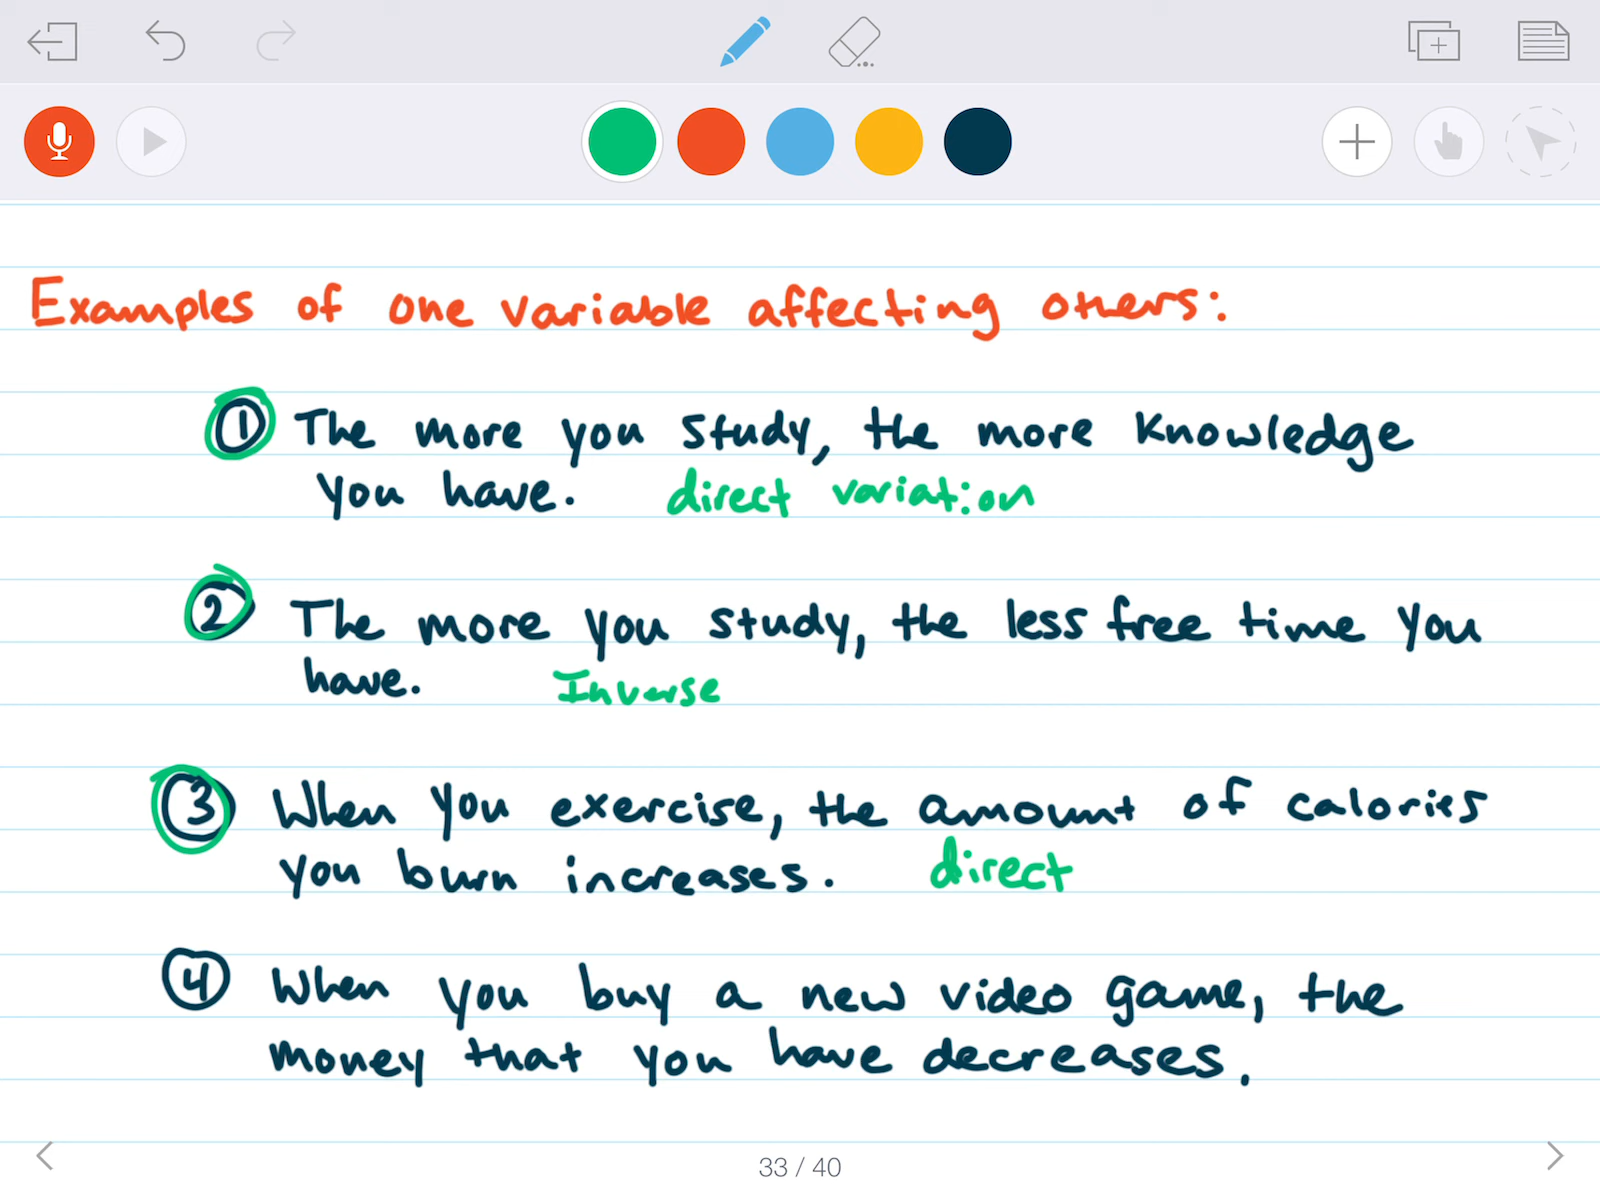 Examples of one variable affecting others:
① The more you study, the more knowledge
you have. direct variation
② The more you study, the less free time you
have. Inverse
③ When you exercise, the amount of calories
you burn increases. direct
④ When you buy a new video game, the
money that you have decreases.
33 / 40